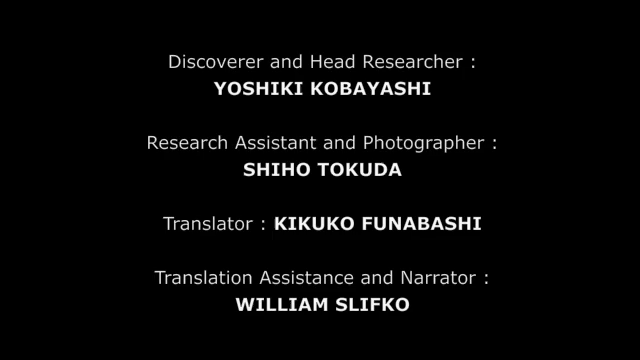 Discoverer and Head Researcher :
YOSHIKI KOBAYASHI
Research Assistant and Photographer :
SHIHO TOKUDA
Translator : KIKUKO FUNABASHI
Translation Assistance and Narrator :
WILLIAM SLIFKO